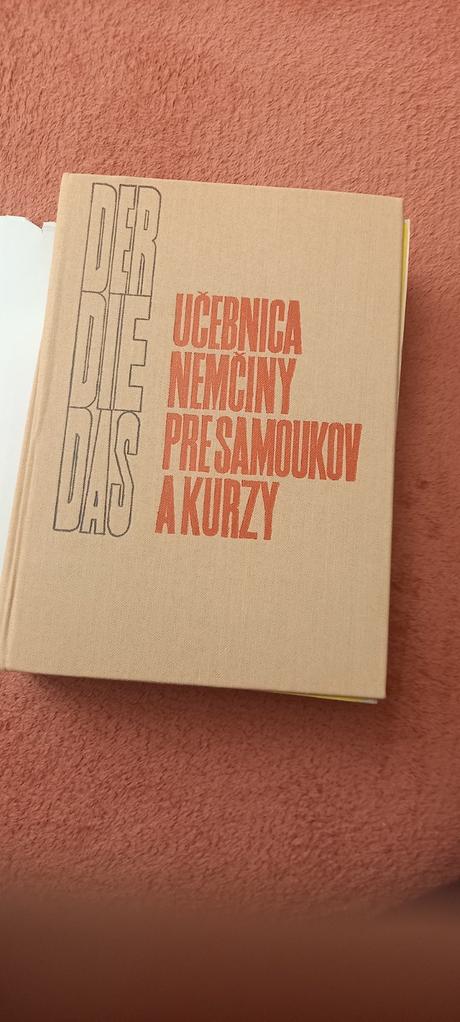 DER
DIE
DAS
UČEBNICA
NEMČINY
PRE SAMOUKOV
A KURZY